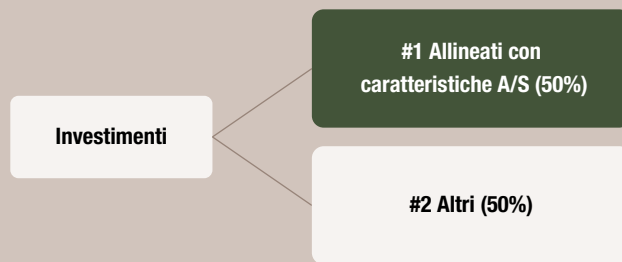 #1 Allineati con
caratteristiche A/S (50%)
Investimenti
#2 Altri (50%)